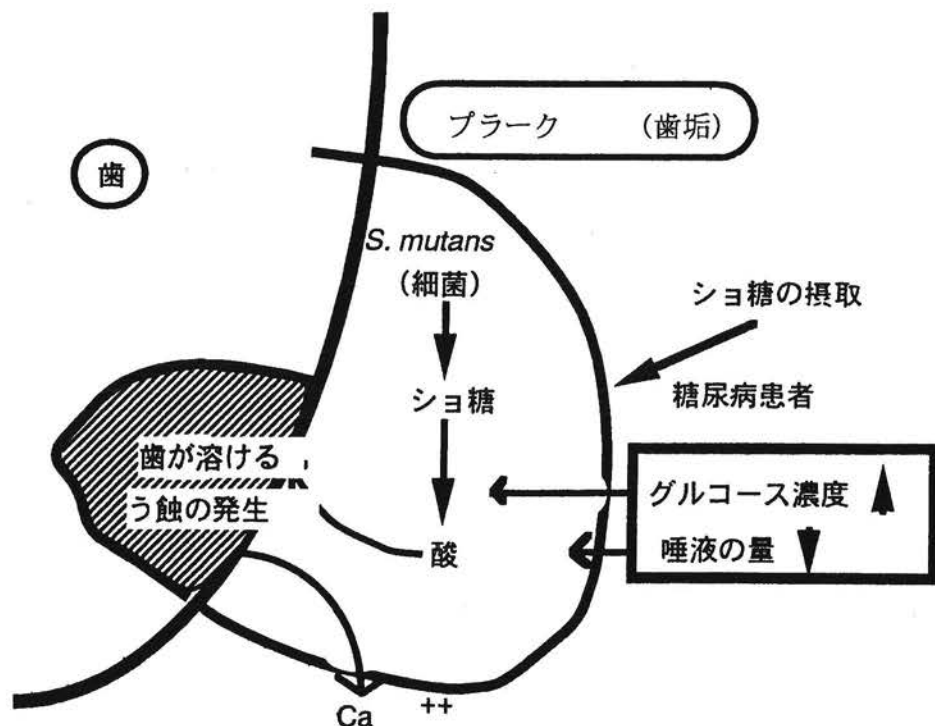 プラーク (歯垢)
歯
S. mutans
(細菌)
ショ糖の摂取
ショ糖
糖尿病患者
歯が溶ける
う蝕の発生
グルコース濃度
唾液の量
酸
Ca ++